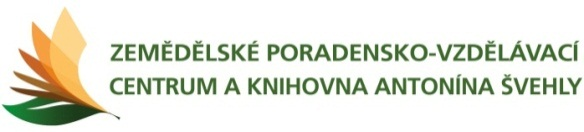 ZEMĚDĚLSKÉ PORADENSKO-VZDĚLÁVACÍ
CENTRUM A KNIHOVNA ANTONÍNA ŠVEHLY